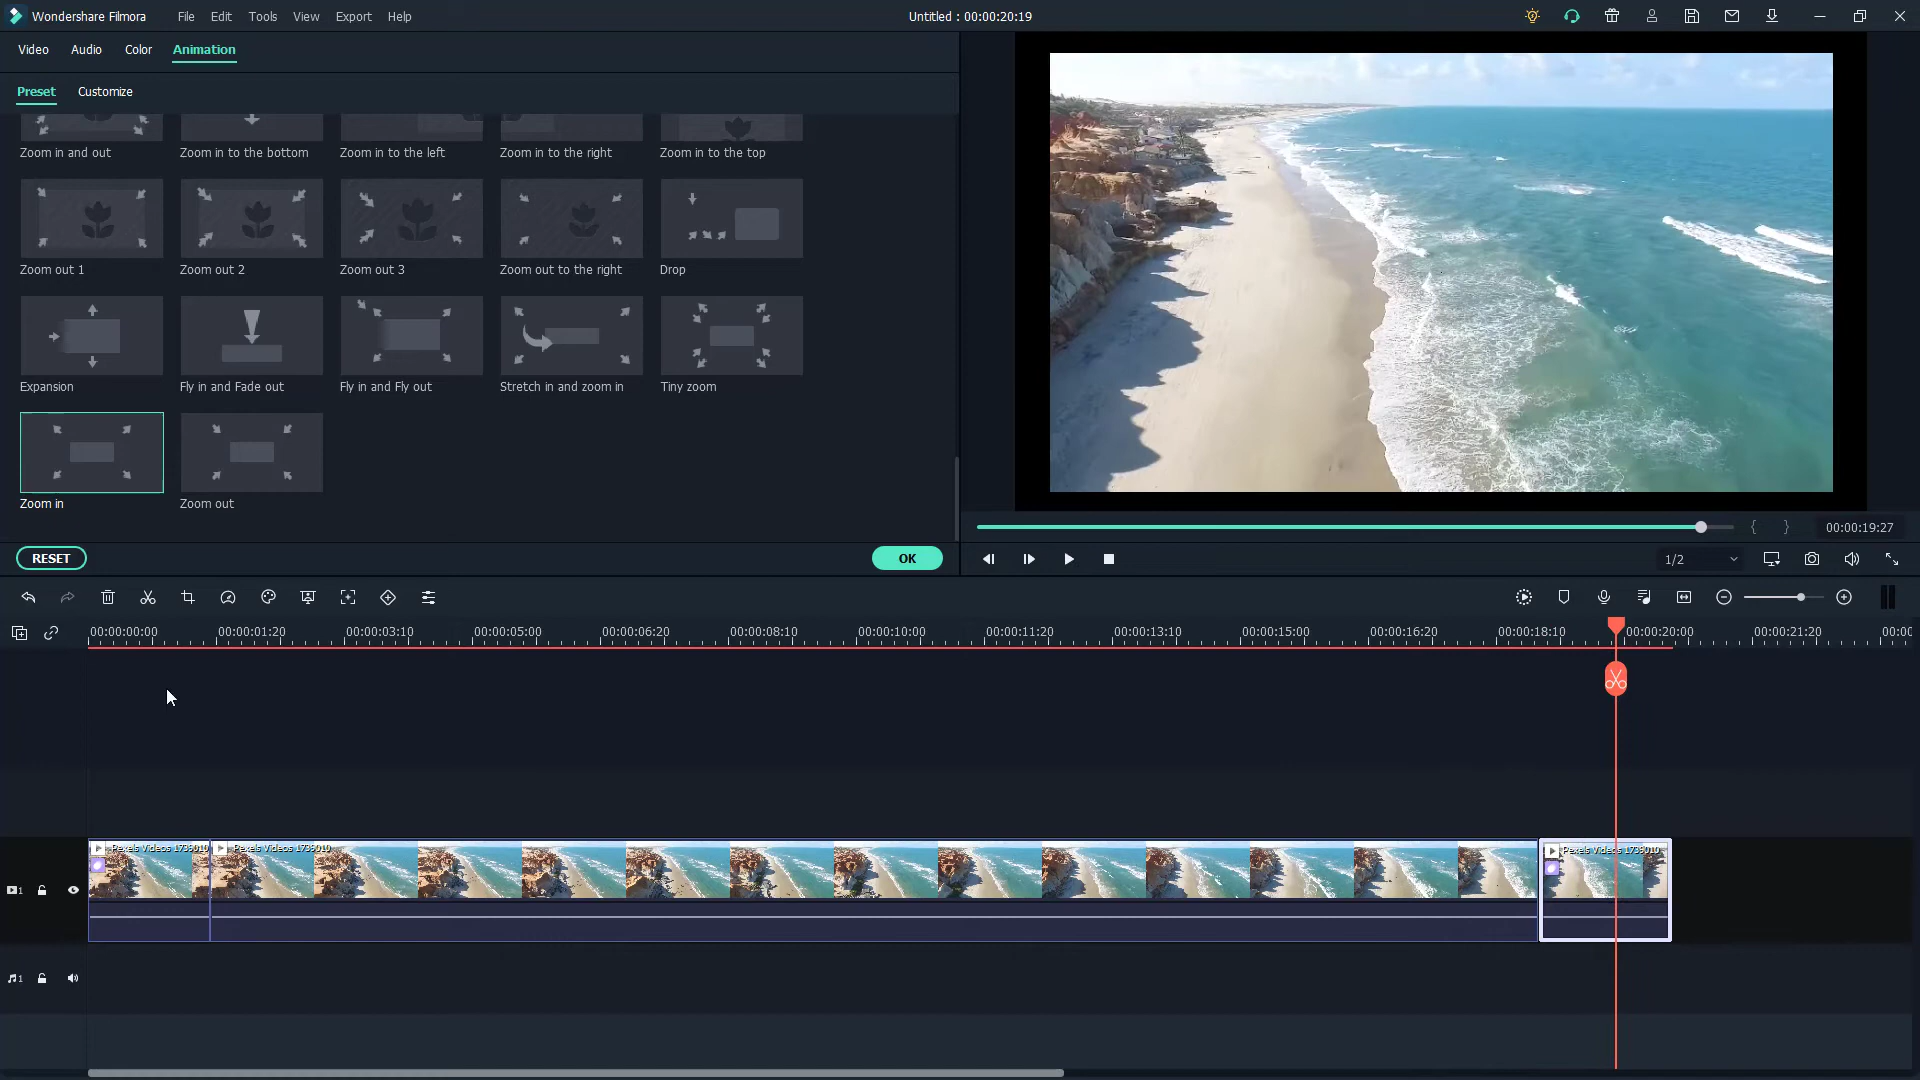 Wondershare Filmora File Edit Tools View Export Help Untitled : 00:00:20:19
Video Audio Color Animation
Preset Customize
Zoom in and out Zoom in to the bottom Zoom in to the left Zoom in to the right Zoom in to the top
Zoom out 1 Zoom out 2 Zoom out 3 Zoom out to the right Drop
Expansion Fly in and Fade out Fly in and Fly out Stretch in and zoom in Tiny zoom
Zoom in Zoom out
00:00:19:27
RESET OK 1/2
00:00:00:00 00:00:01:20 00:00:03:10 00:00:05:00 00:00:06:20 00:00:08:10 00:00:10:00 00:00:11:20 00:00:13:10 00:00:15:00 00:00:16:20 00:00:18:10 00:00:20:00 00:00:21:20 00:00
Pexels Videos 1739010 Pexels Videos 1739010 Pexels Videos 1739010
1
1